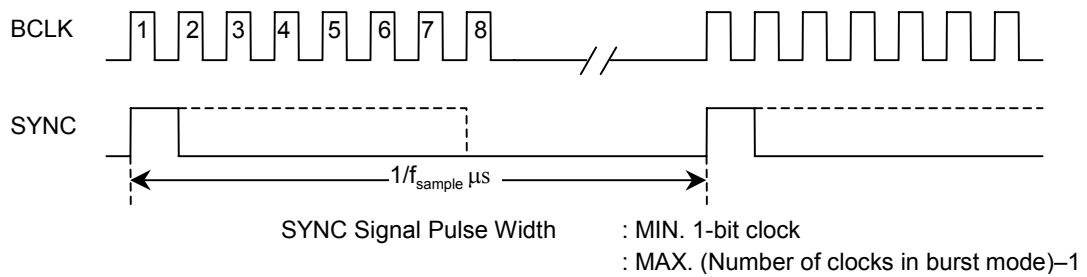 BCLK 1 2 3 4 5 6 7 8
SYNC
1/fsample μs
SYNC Signal Pulse Width : MIN. 1-bit clock
: MAX. (Number of clocks in burst mode)–1